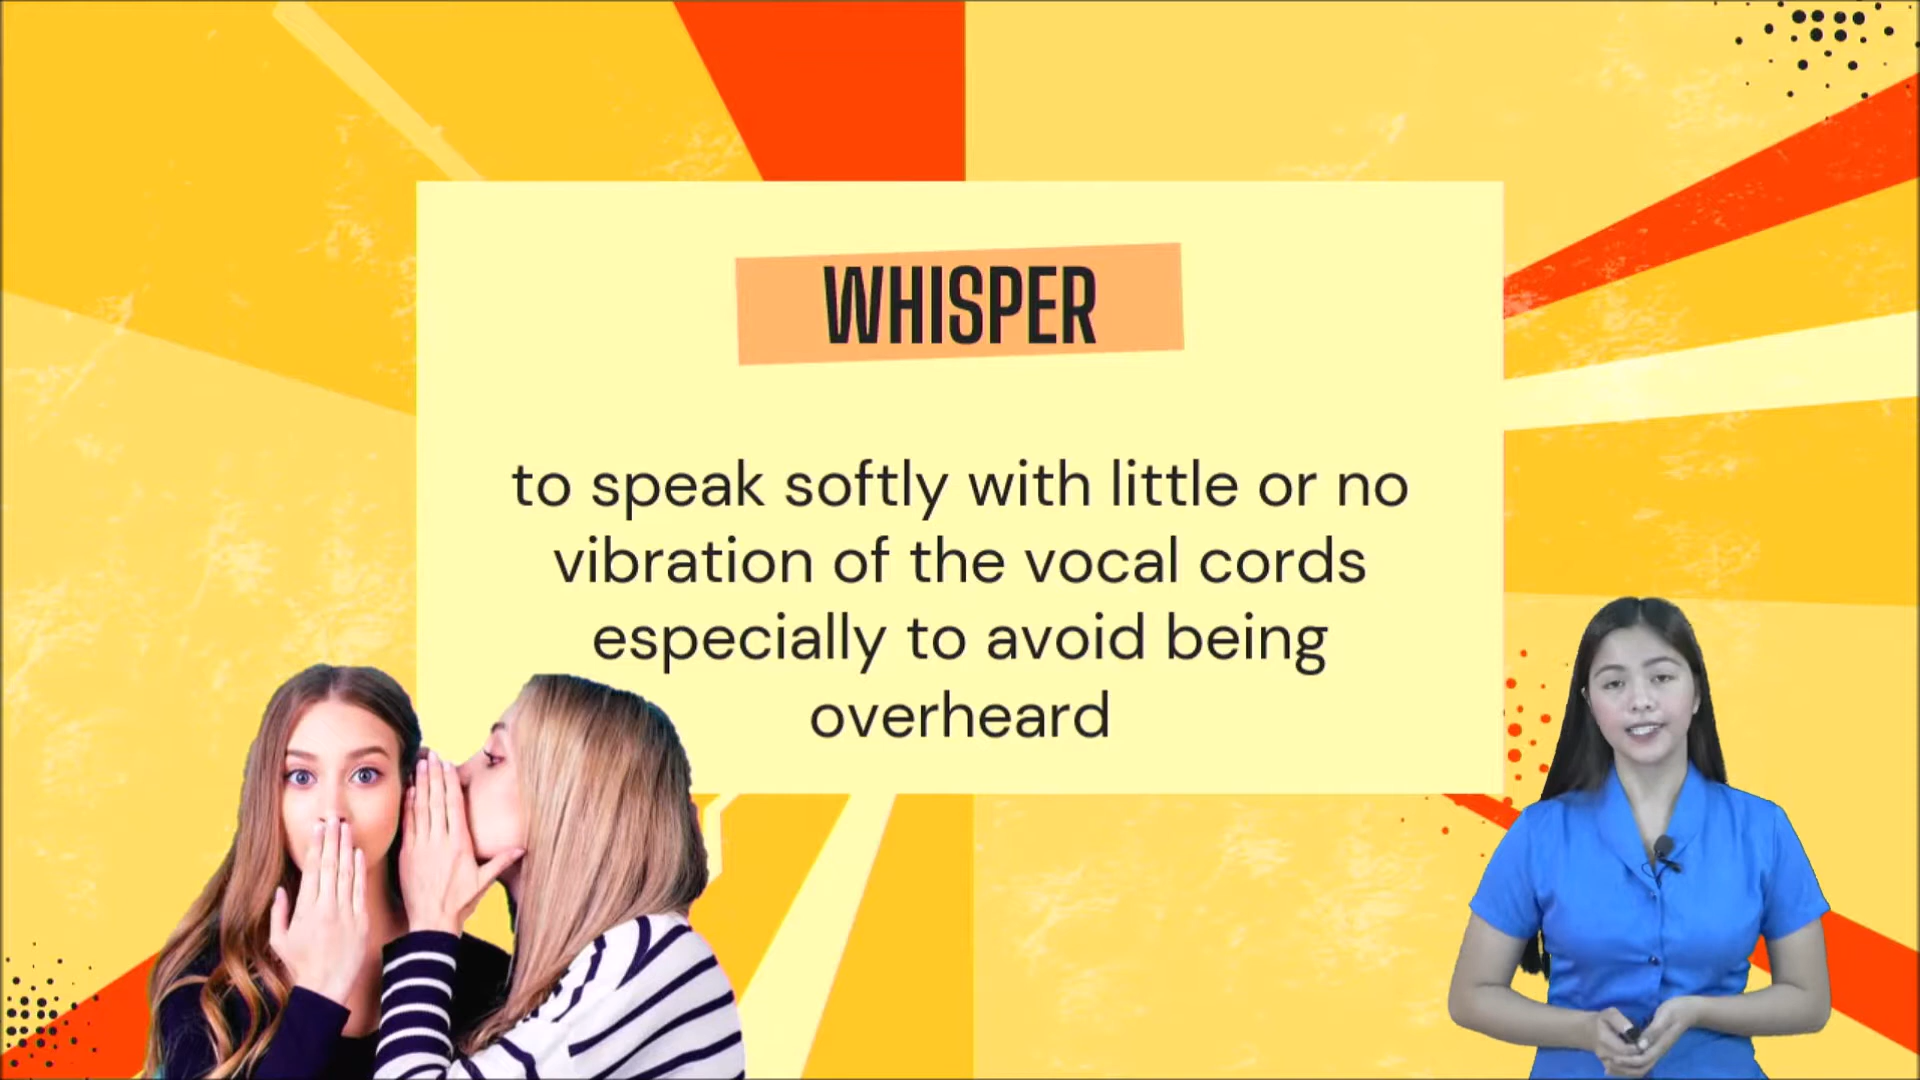 WHISPER
to speak softly with little or no
vibration of the vocal cords
especially to avoid being
overheard